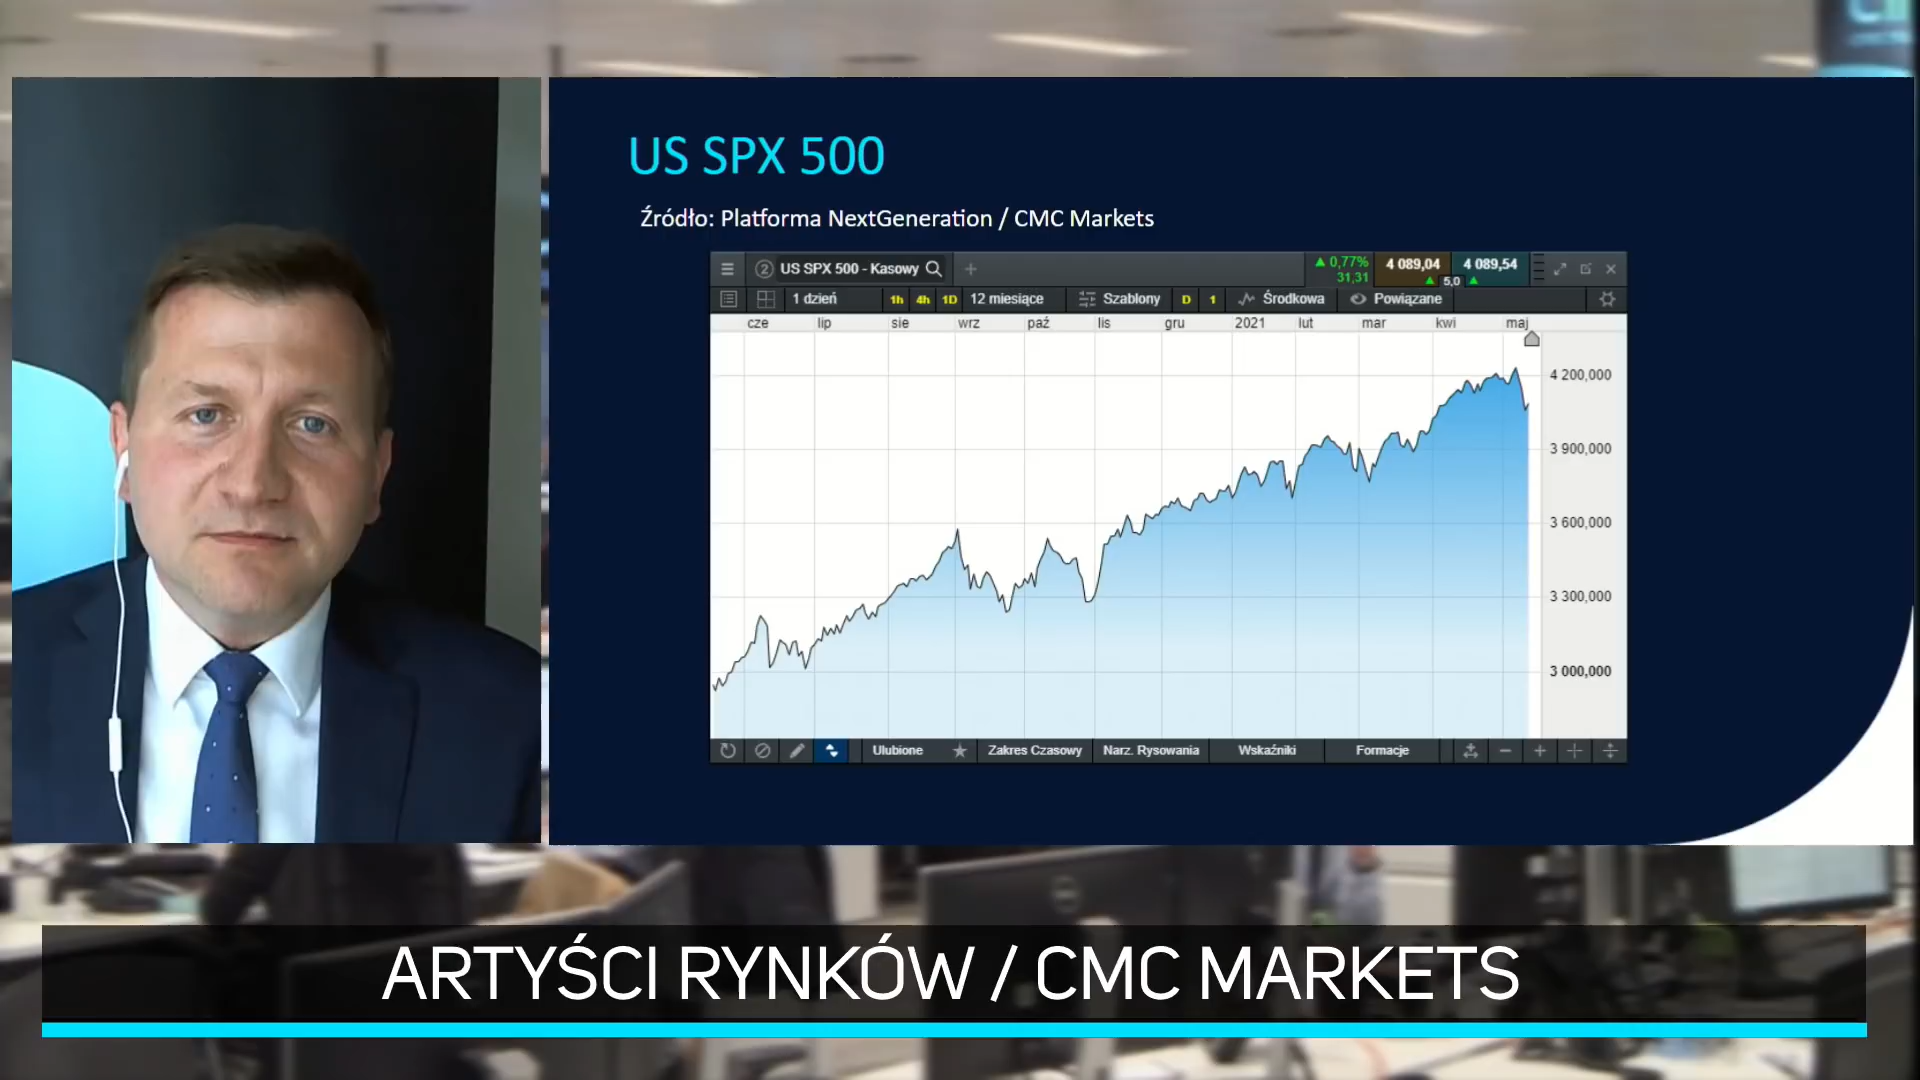 US SPX 500
Źródło: Platforma NextGeneration / CMC Markets
2 US SPX 500 - Kasowy + 0,77% 31,31 4 089,04 5,0 4 089,54
1 dzień 1h 4h 1D 12 miesiące Szablony D 1 Środkowa Powiązane
cze lip sie wrz paź lis gru 2021 lut mar kwi maj
4 200,000
3 900,000
3 600,000
3 300,000
3 000,000
Ulubione Zakres Czasowy Narz. Rysowania Wskaźniki Formacje
ARTYŚCI RYNKÓW / CMC MARKETS